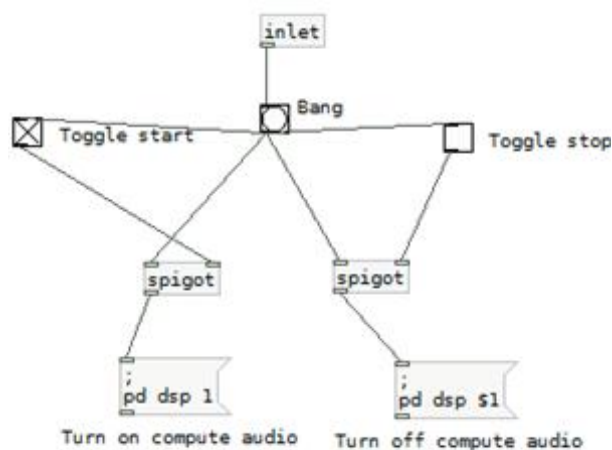 inlet
Bang
Toggle start
Toggle stop
spigot
spigot
;
pd dsp 1
;
pd dsp $1
Turn on compute audio
Turn off compute audio